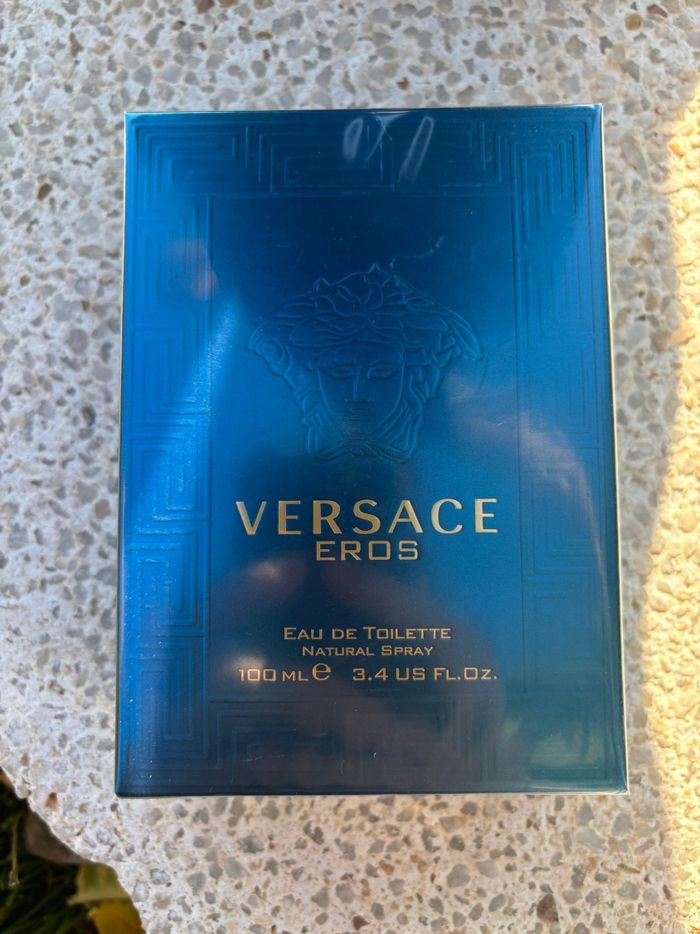 VERSACE
EROS
EAU DE TOILETTE
NATURAL SPRAY
100 ML ℮ 3.4 US FL.OZ.